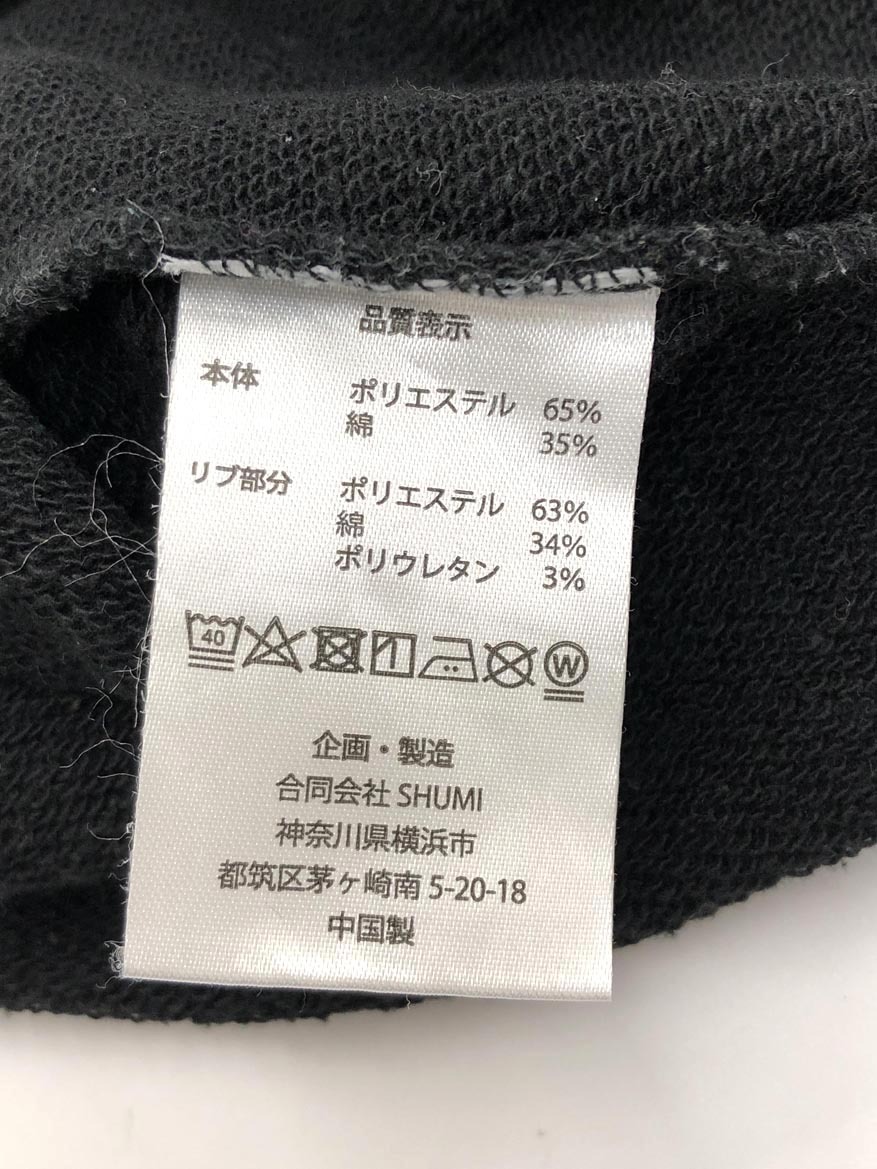 品質表示
本体 ポリエステル 65%
綿 35%
リブ部分 ポリエステル 63%
綿 34%
ポリウレタン 3%
40 W
企画・製造
合同会社 SHUMI
神奈川県横浜市
都筑区茅ヶ崎南 5-20-18
中国製